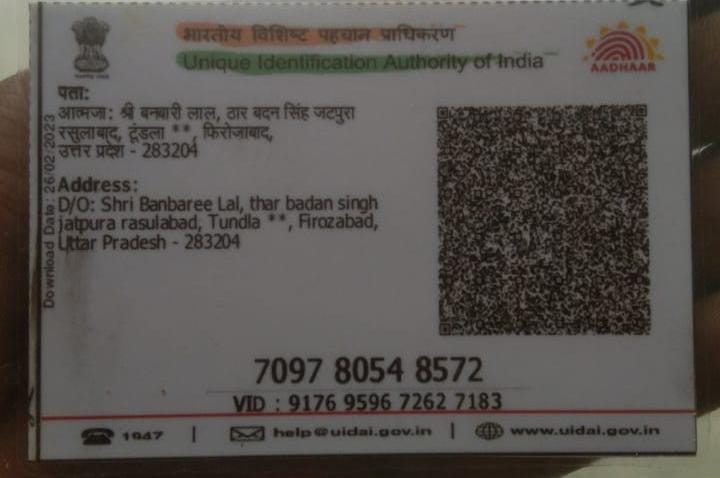 भारतीय विशिष्ट पहचान प्राधिकरण
Unique Identification Authority of India
AADHAAR
पता:
आत्मजा: श्री बनबारी लाल, ठार बदन सिंह जटपुरा
रसुलाबाद, टूंडला **, फिरोजाबाद,
उत्तर प्रदेश - 283204
Address:
D/O: Shri Banbaree Lal, thar badan singh
jatpura rasulabad, Tundla **, Firozabad,
Uttar Pradesh - 283204
Download Date: 26/02/2023
7097 8054 8572
VID : 9176 9596 7262 7183
1947 | help@uidai.gov.in | www.uidai.gov.in